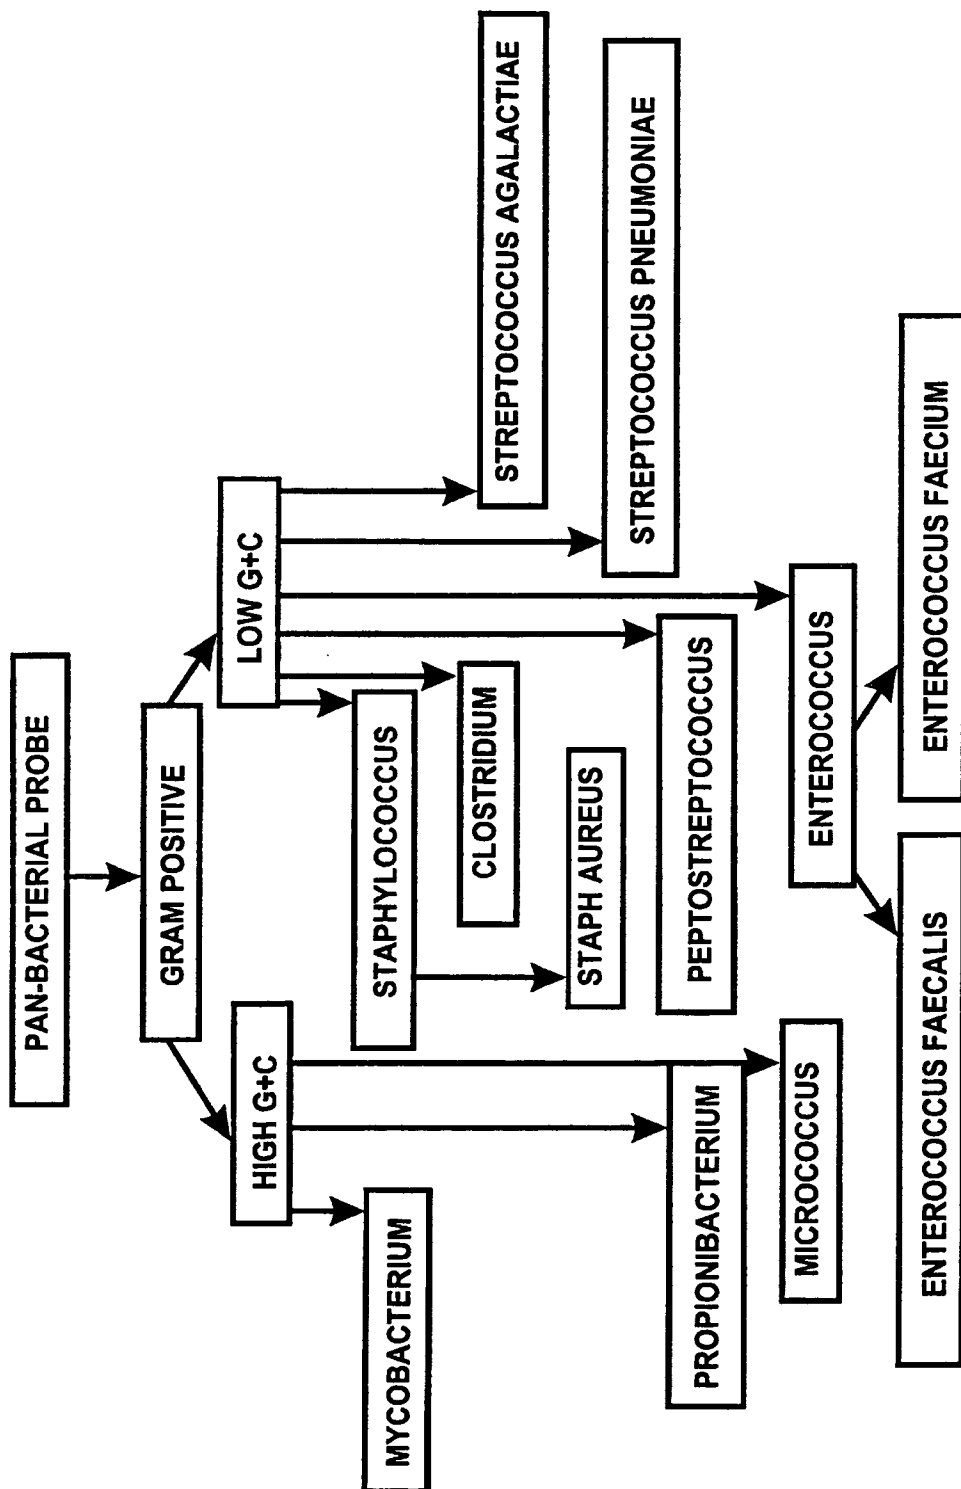 PAN-BACTERIAL PROBE
GRAM POSITIVE
HIGH G+C
LOW G+C
MYCOBACTERIUM
STAPHYLOCOCCUS
CLOSTRIDIUM
STREPTOCOCCUS AGALACTIAE
STAPH AUREUS
STREPTOCOCCUS PNEUMONIAE
PROPIONIBACTERIUM
PEPTOSTREPTOCOCCUS
MICROCOCCUS
ENTEROCOCCUS
ENTEROCOCCUS FAECALIS
ENTEROCOCCUS FAECIUM